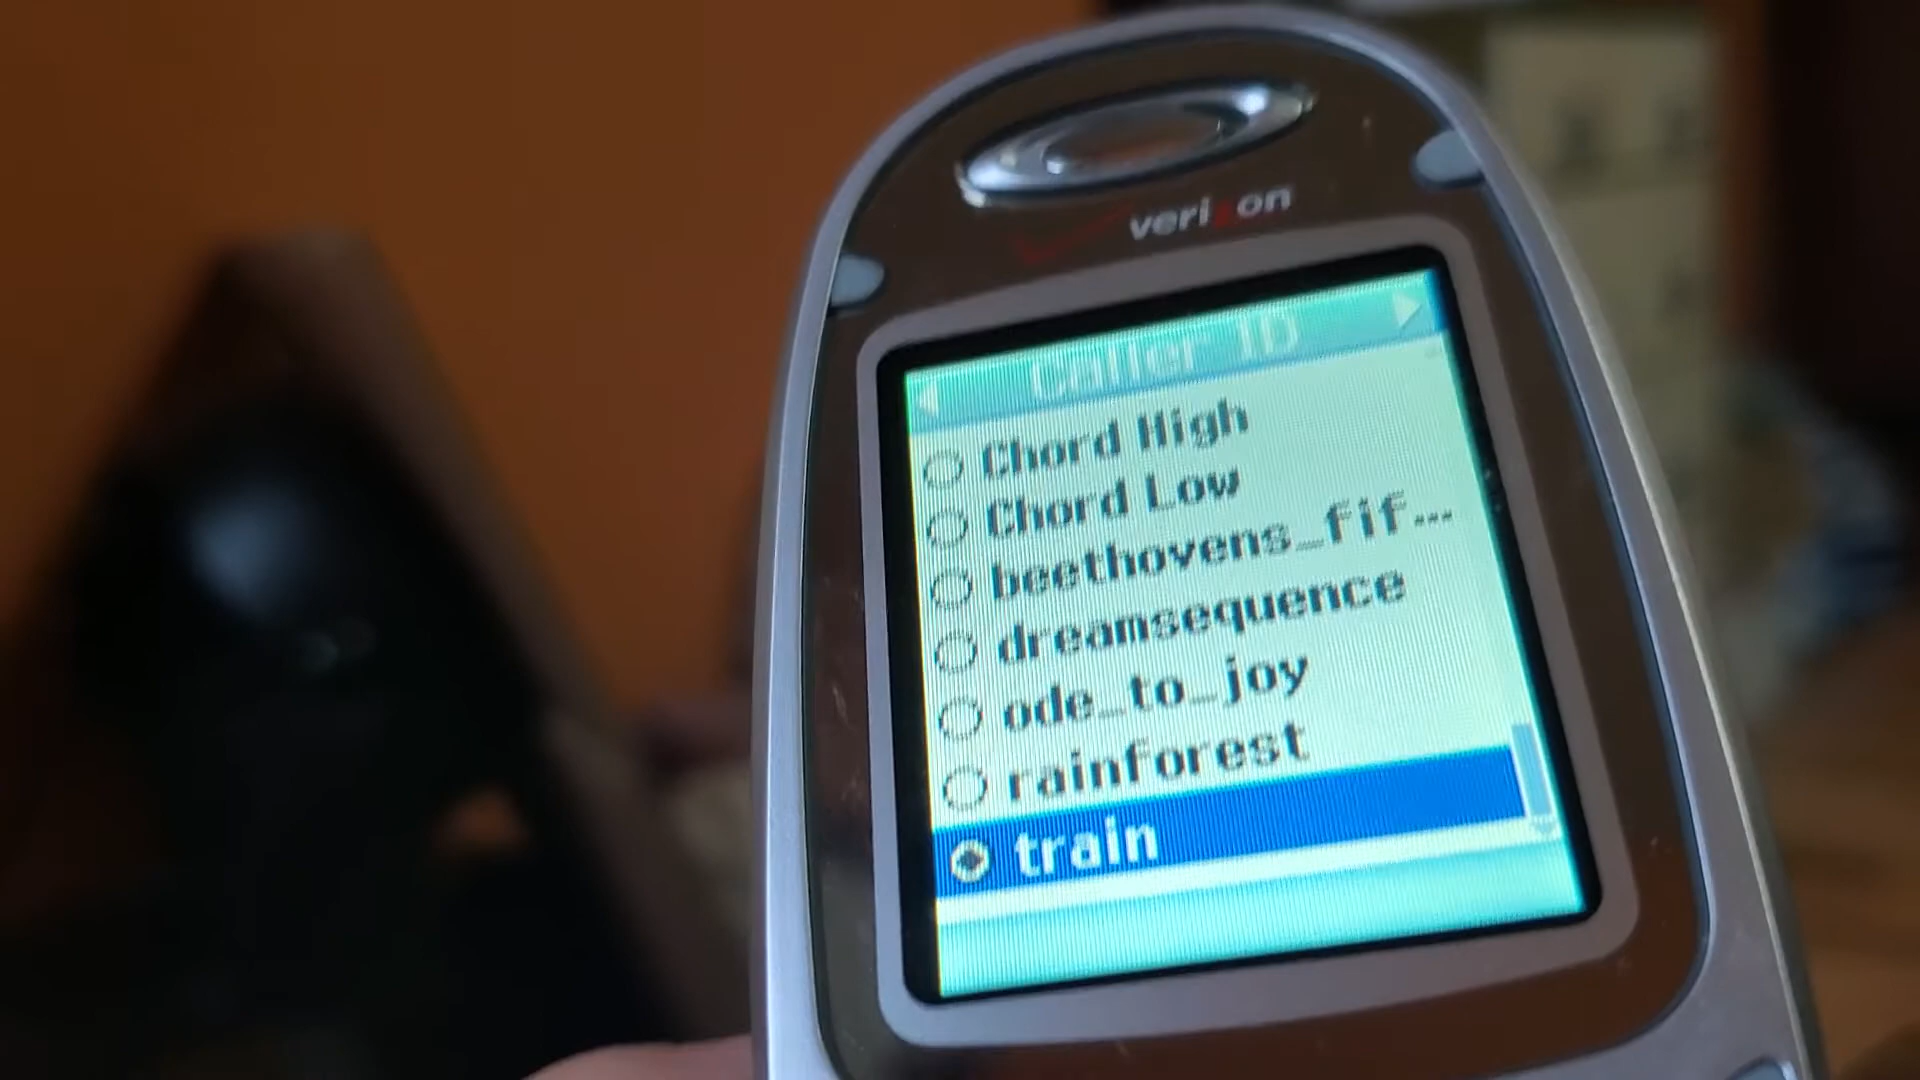 verizon
Caller ID
Chord High
Chord Low
beethovens_fif...
dreamsequence
ode_to_joy
rainforest
train